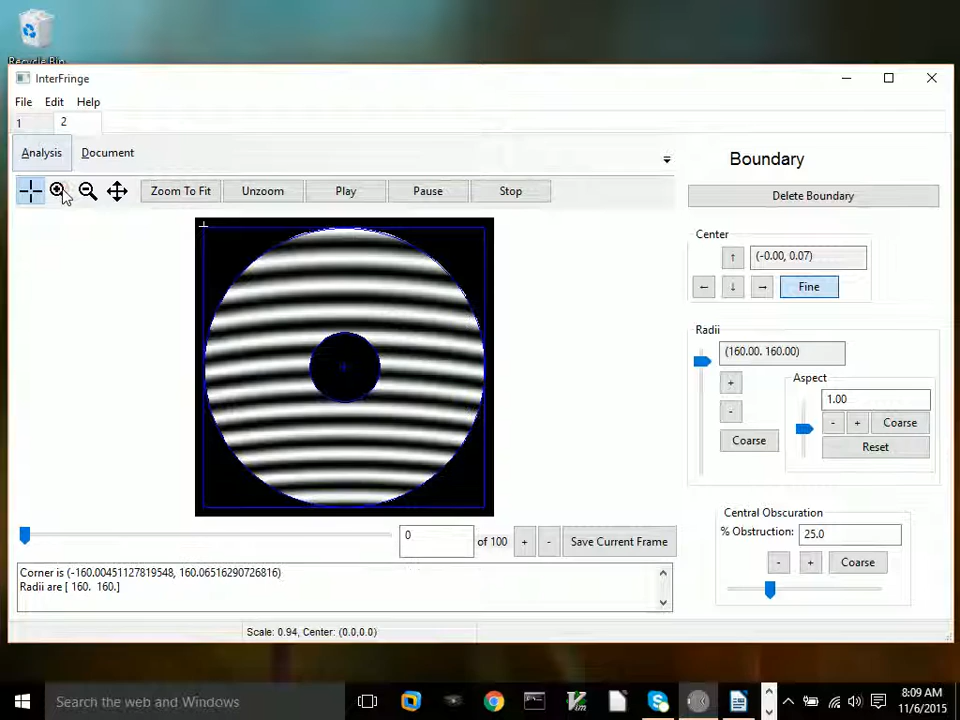 Recycle Bin
InterFringe
File Edit Help
1 2
Analysis Document
Zoom To Fit Unzoom Play Pause Stop
Boundary
Delete Boundary
Center
↑ (-0.00, 0.07)
← ↓ → Fine
Radii
(160.00. 160.00)
+
-
Coarse
Aspect
1.00
- + Coarse
Reset
Central Obscuration
% Obstruction: 25.0
- + Coarse
0 of 100 + - Save Current Frame
Corner is (-160.00451127819548, 160.06516290726816)
Radii are [ 160. 160.]
Scale: 0.94, Center: (0.0,0.0)
Search the web and Windows
8:09 AM
11/6/2015